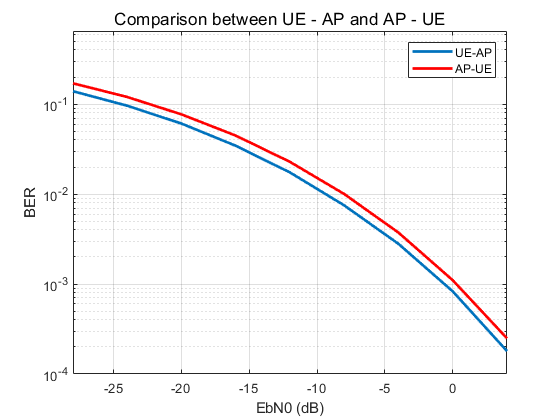 Comparison between UE - AP and AP - UE
UE-AP
AP-UE
BER
10^-1
10^-2
10^-3
10^-4
-25 -20 -15 -10 -5 0
EbN0 (dB)